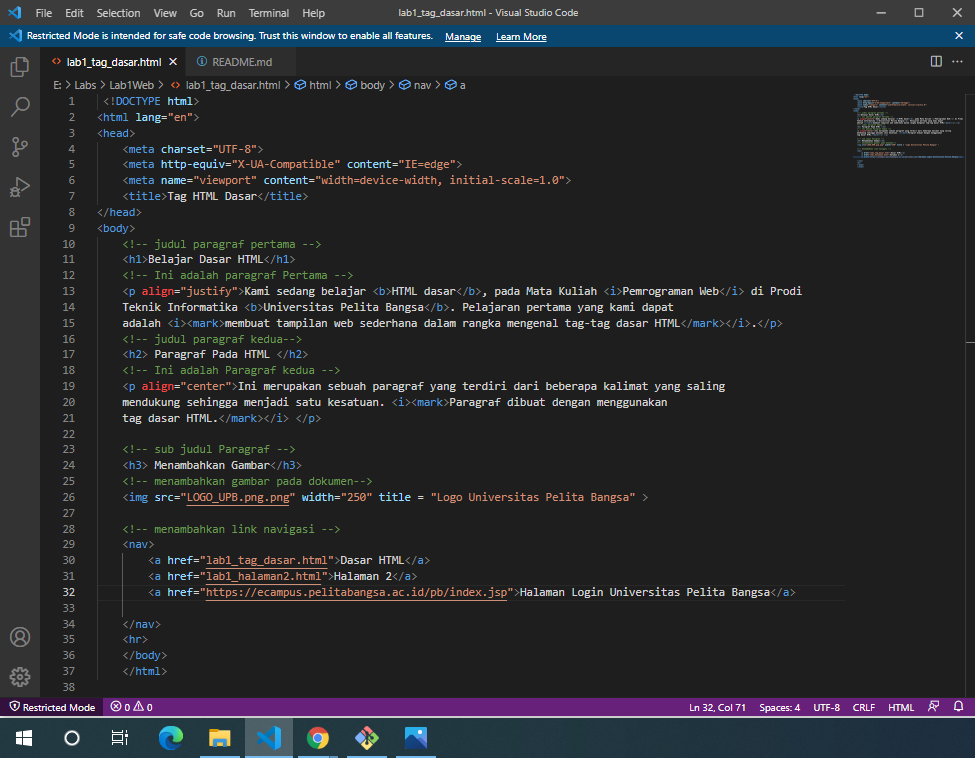 File Edit Selection View Go Run Terminal Help lab1_tag_dasar.html - Visual Studio Code
Restricted Mode is intended for safe code browsing. Trust this window to enable all features. Manage Learn More
lab1_tag_dasar.html README.md
E: > Labs > Lab1Web > lab1_tag_dasar.html > html > body > nav > a
1 <!DOCTYPE html>
2 <html lang="en">
3 <head>
4 <meta charset="UTF-8">
5 <meta http-equiv="X-UA-Compatible" content="IE=edge">
6 <meta name="viewport" content="width=device-width, initial-scale=1.0">
7 <title>Tag HTML Dasar</title>
8 </head>
9 <body>
10 <!-- judul paragraf pertama -->
11 <h1>Belajar Dasar HTML</h1>
12 <!-- Ini adalah paragraf Pertama -->
13 <p align="justify">Kami sedang belajar <b>HTML dasar</b>, pada Mata Kuliah <i>Pemrograman Web</i> di Prodi
14 Teknik Informatika <b>Universitas Pelita Bangsa</b>. Pelajaran pertama yang kami dapat
15 adalah <i><mark>membuat tampilan web sederhana dalam rangka mengenal tag-tag dasar HTML</mark></i>.</p>
16 <!-- judul paragraf kedua-->
17 <h2> Paragraf Pada HTML </h2>
18 <!-- Ini adalah Paragraf kedua -->
19 <p align="center">Ini merupakan sebuah paragraf yang terdiri dari beberapa kalimat yang saling
20 mendukung sehingga menjadi satu kesatuan. <i><mark>Paragraf dibuat dengan menggunakan
21 tag dasar HTML.</mark></i> </p>
22
23 <!-- sub judul Paragraf -->
24 <h3> Menambahkan Gambar</h3>
25 <!-- menambahkan gambar pada dokumen-->
26 <img src="LOGO_UPB.png.png" width="250" title = "Logo Universitas Pelita Bangsa" >
27
28 <!-- menambahkan link navigasi -->
29 <nav>
30 <a href="lab1_tag_dasar.html">Dasar HTML</a>
31 <a href="lab1_halaman2.html">Halaman 2</a>
32 <a href="https://ecampus.pelitabangsa.ac.id/pb/index.jsp">Halaman Login Universitas Pelita Bangsa</a>
33
34 </nav>
35 <hr>
36 </body>
37 </html>
38
Restricted Mode 0 0 Ln 32, Col 71 Spaces: 4 UTF-8 CRLF HTML